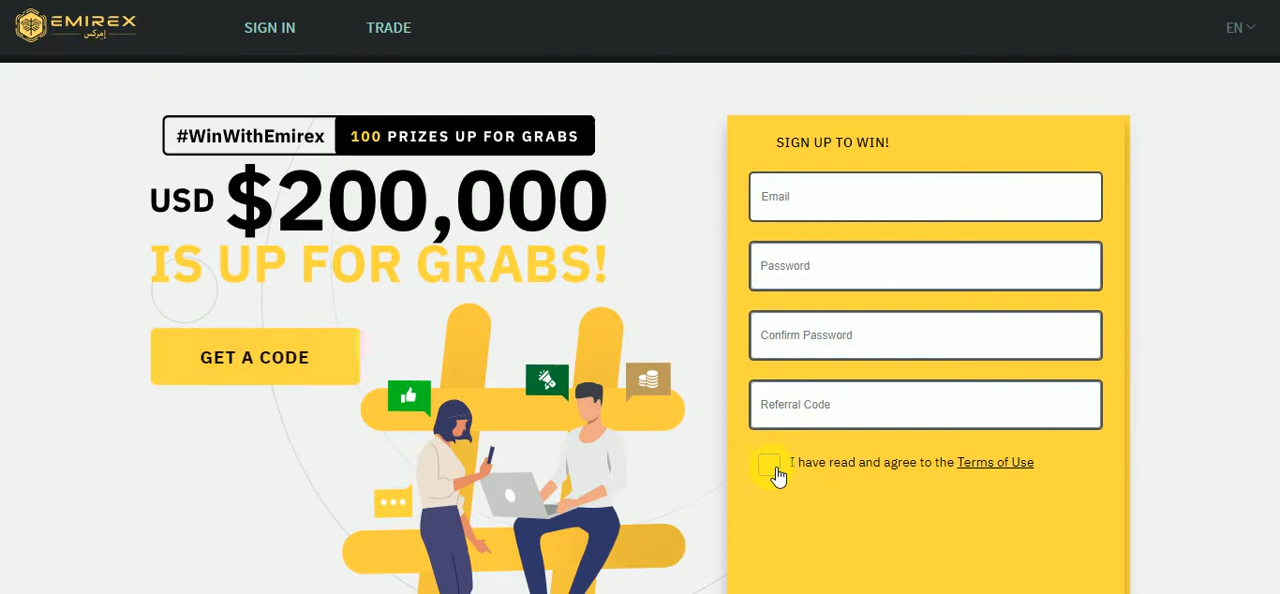 EMIREX
إمركس
SIGN IN
TRADE
EN
#WinWithEmirex
100 PRIZES UP FOR GRABS
USD $200,000
IS UP FOR GRABS!
GET A CODE
SIGN UP TO WIN!
Email
Password
Confirm Password
Referral Code
I have read and agree to the Terms of Use